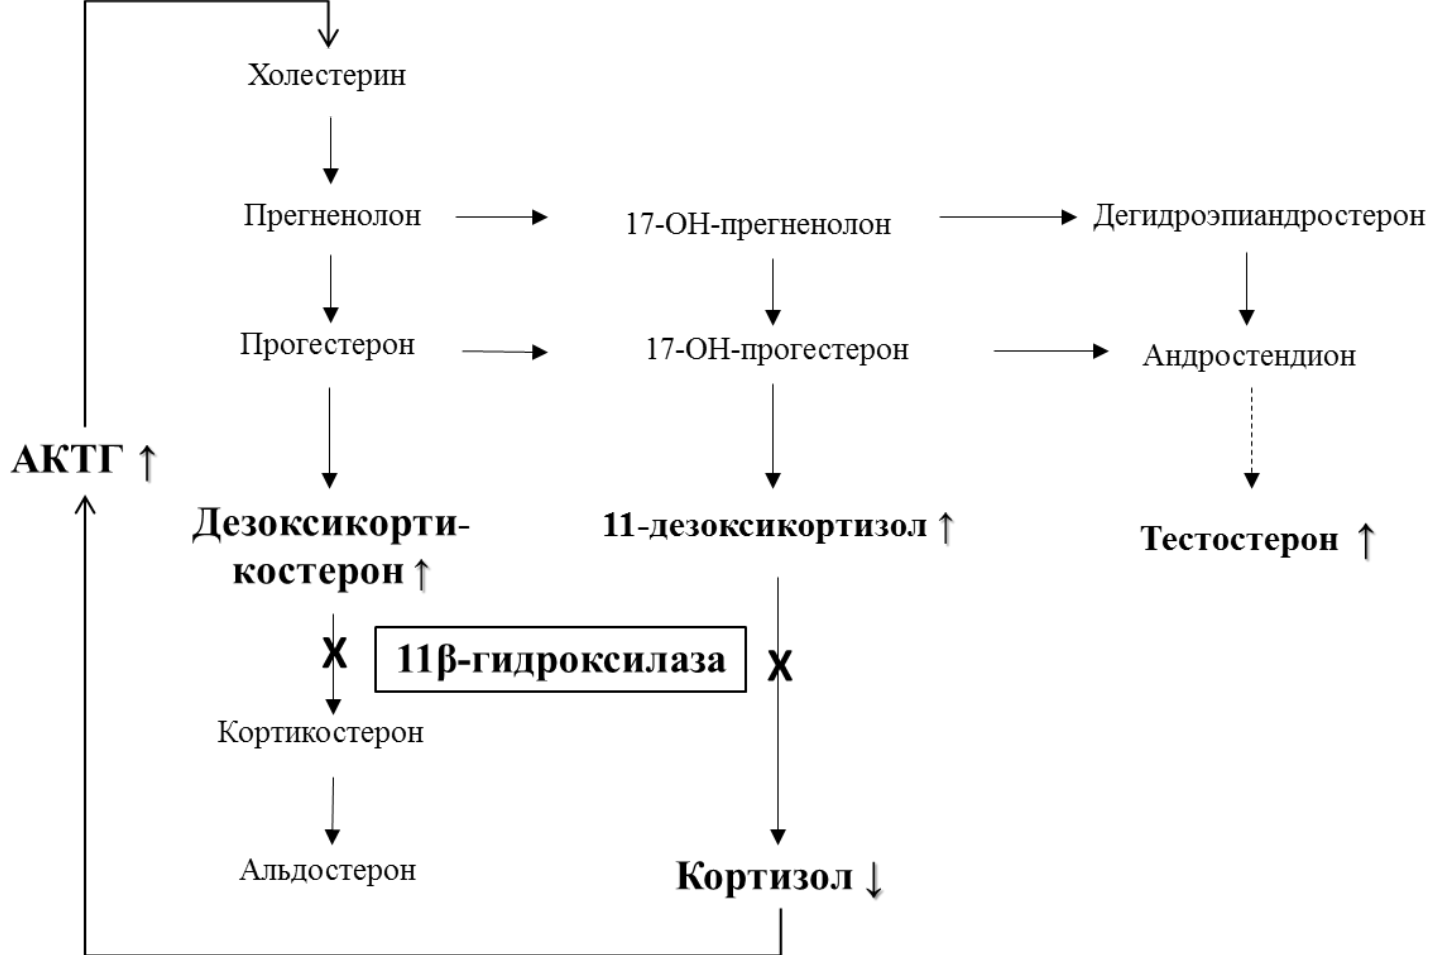 Холестерин
Прегненолон
17-ОН-прегненолон
Дегидроэпиандростерон
Прогестерон
17-ОН-прогестерон
Андростендион
АКТГ ↑
Дезоксикорти-
костерон ↑
11-дезоксикортизол ↑
Тестостерон ↑
X
11β-гидроксилаза
X
Кортикостерон
Альдостерон
Кортизол ↓